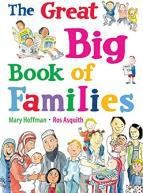 The Great
Big
Book of
Families
Mary Hoffman • Ros Asquith